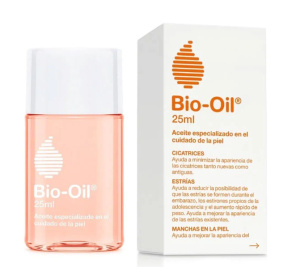 Bio-Oil®
Aceite especializado en el
cuidado de la piel
Bio-Oil®
25ml
Aceite especializado en el
cuidado de la piel
CICATRICES
Ayuda a minimizar la apariencia de
las cicatrices tanto nuevas como
antiguas.
ESTRÍAS
Ayuda a reducir la posibilidad de
que las estrías se formen durante el
embarazo, los estirones propios de la
adolescencia y el aumento rápido de
peso. Ayuda a mejorar la apariencia
de las estrías existentes.
MANCHAS EN LA PIEL
Ayuda a mejorar la apariencia del